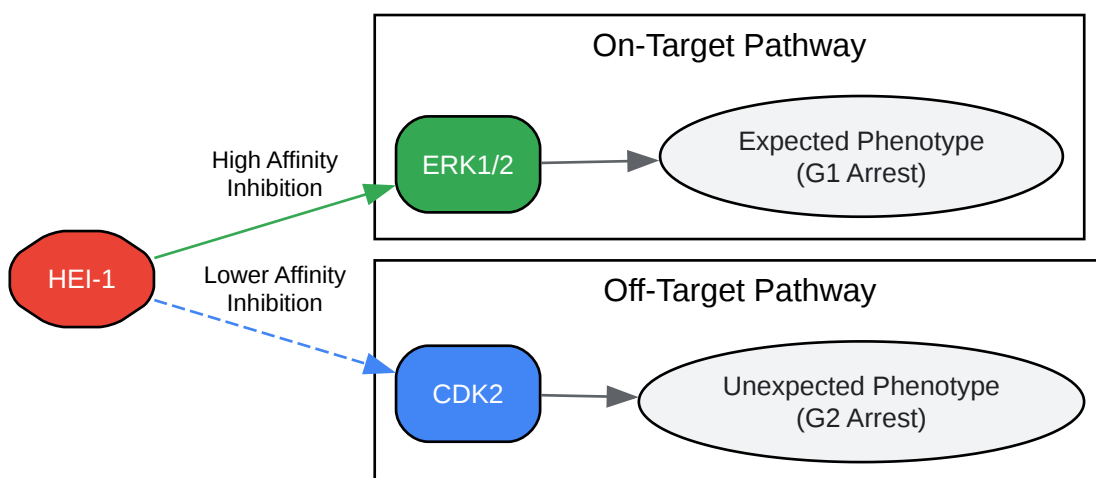 On-Target Pathway
High Affinity
Inhibition
ERK1/2
Expected Phenotype
(G1 Arrest)
HEI-1
Lower Affinity
Inhibition
Off-Target Pathway
CDK2
Unexpected Phenotype
(G2 Arrest)